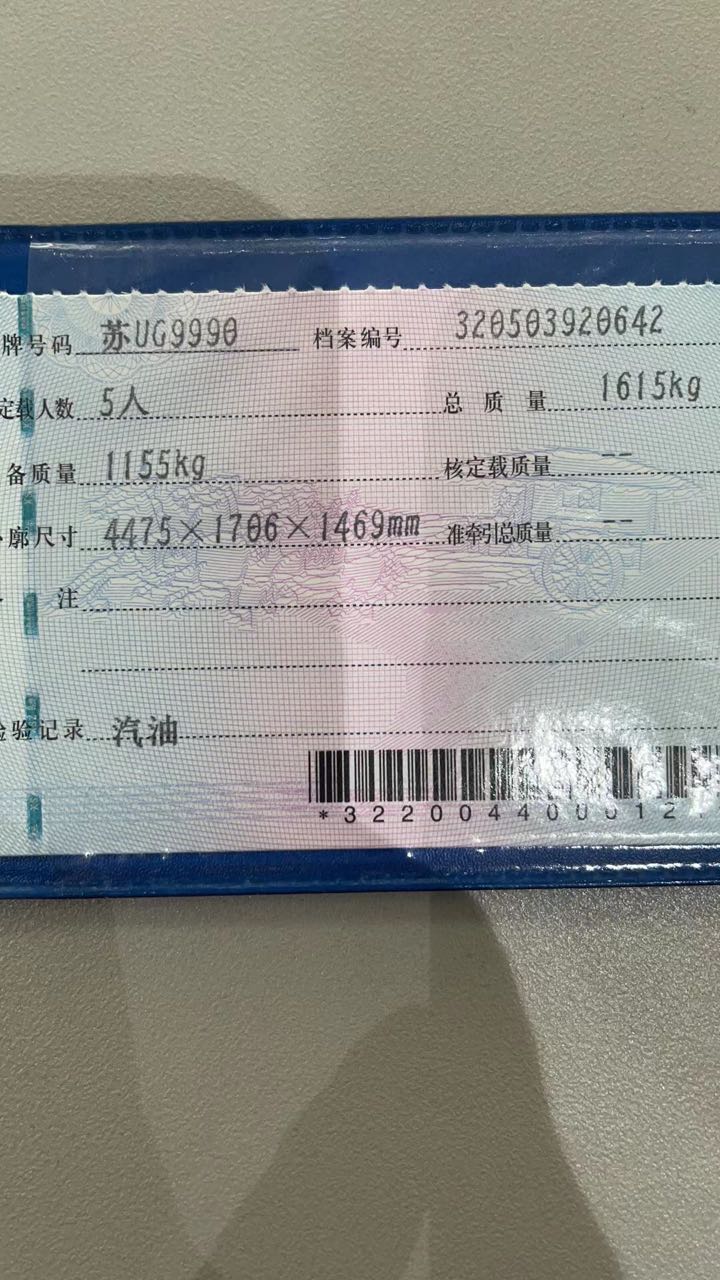 牌号码 苏UG9990 档案编号 320503920642
定载人数 5人 总质量 1615kg
备质量 1155kg 核定载质量 --
廓尺寸 4475×1706×1469mm 准牵引总质量 --
注
检验记录 汽油
*3220044000012